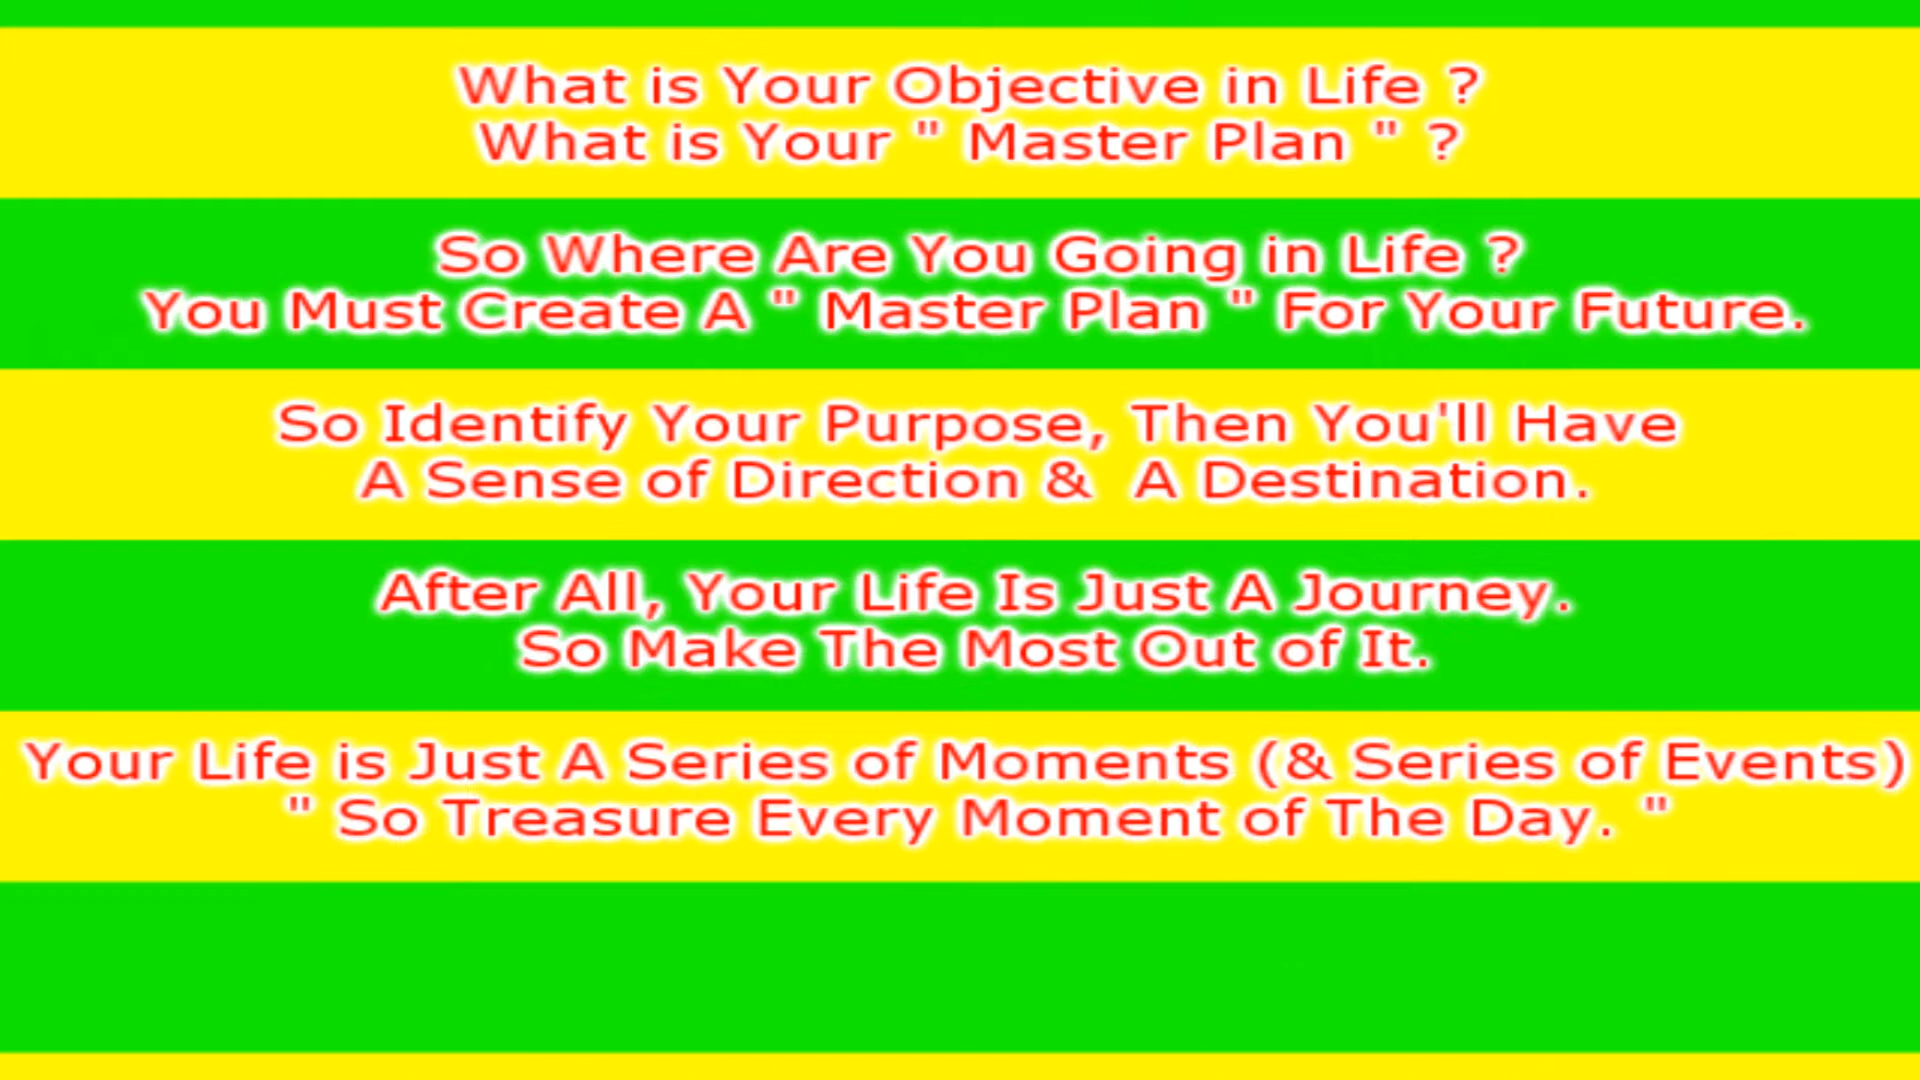 What is Your Objective in Life ?
What is Your " Master Plan " ?
So Where Are You Going in Life ?
You Must Create A " Master Plan " For Your Future.
So Identify Your Purpose, Then You'll Have
A Sense of Direction &  A Destination.
After All, Your Life Is Just A Journey.
So Make The Most Out of It.
Your Life is Just A Series of Moments (& Series of Events)
" So Treasure Every Moment of The Day. "